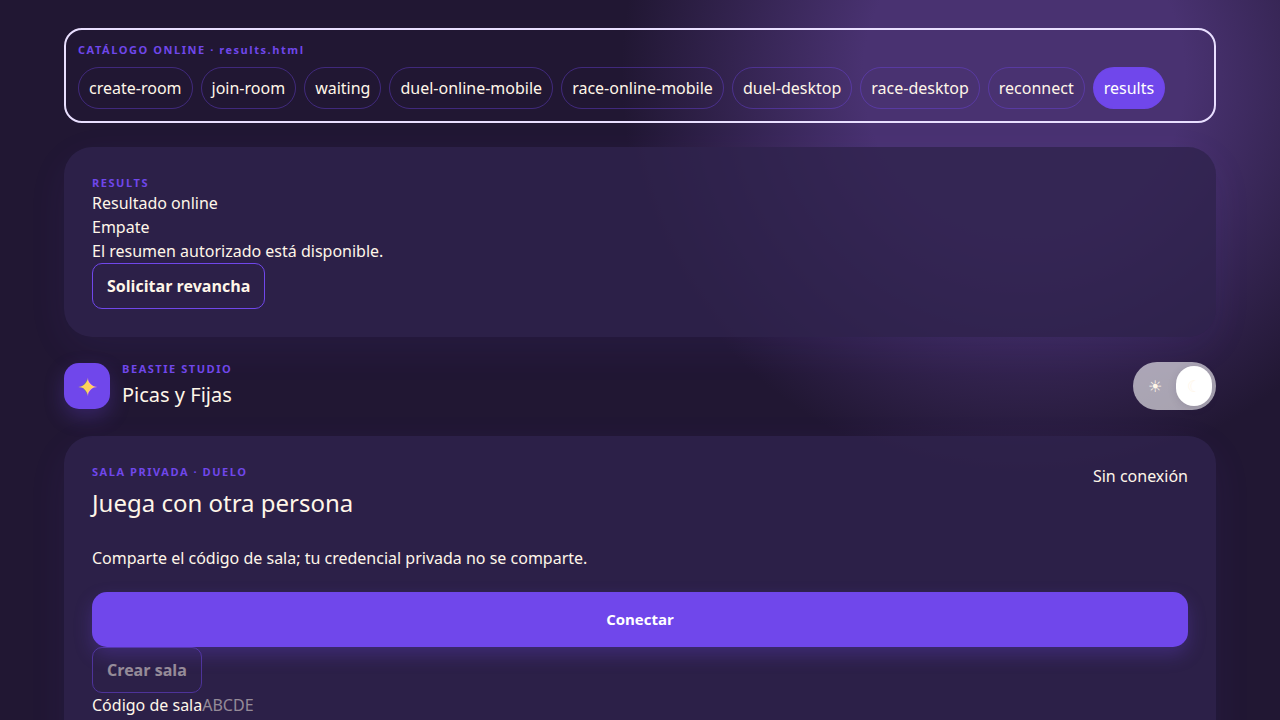 CATÁLOGO ONLINE · results.html
create-room join-room waiting duel-online-mobile race-online-mobile duel-desktop race-desktop reconnect results
RESULTS
Resultado online
Empate
El resumen autorizado está disponible.
Solicitar revancha
BEASTIE STUDIO
Picas y Fijas
SALA PRIVADA · DUELO
Sin conexión
Juega con otra persona
Comparte el código de sala; tu credencial privada no se comparte.
Conectar
Crear sala
Código de salaABCDE